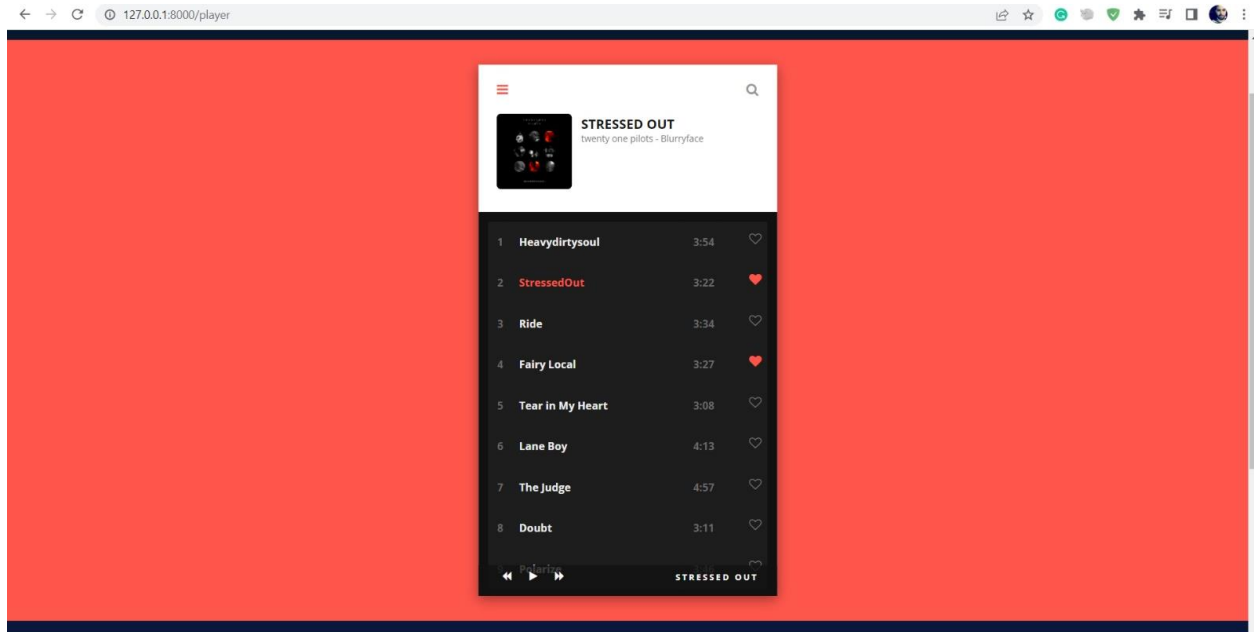 127.0.0.1:8000/player
STRESSED OUT
twenty one pilots - Blurryface
1 Heavydirtysoul 3:54
2 StressedOut 3:22
3 Ride 3:34
4 Fairy Local 3:27
5 Tear in My Heart 3:08
6 Lane Boy 4:13
7 The Judge 4:57
8 Doubt 3:11
Polarize
STRESSED OUT